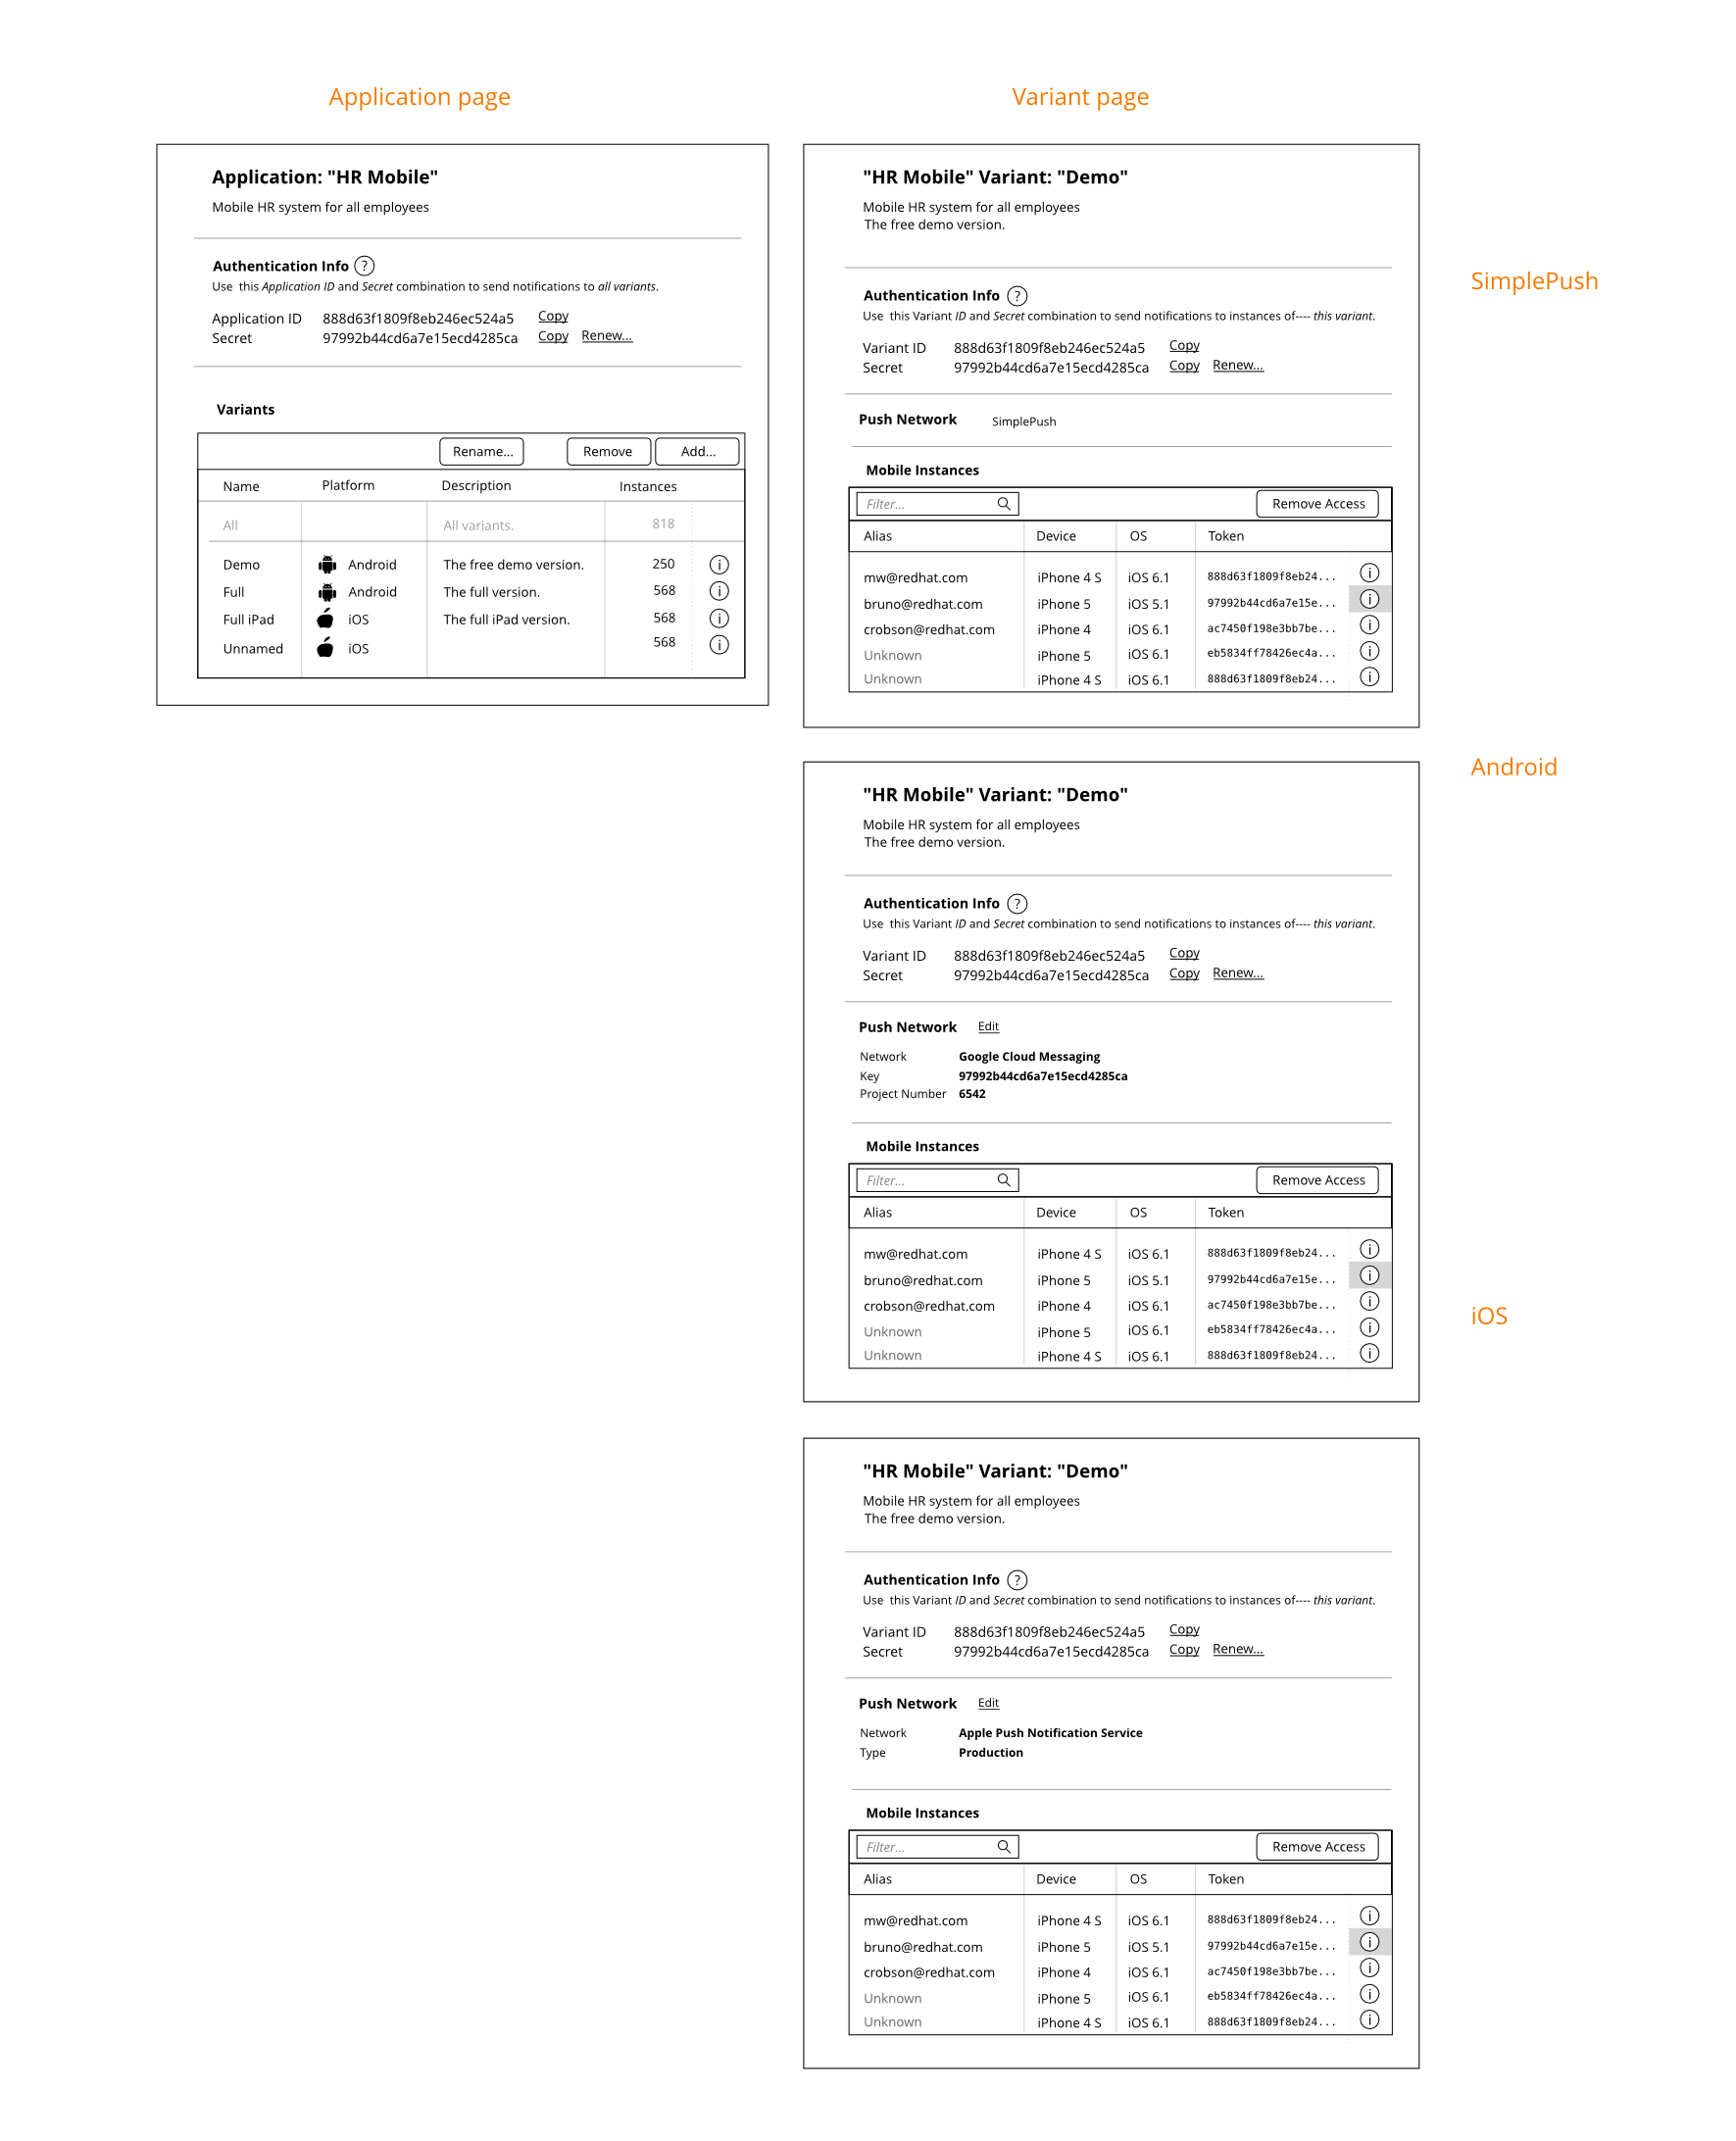 Application page
Application: "HR Mobile"
Mobile HR system for all employees
Authentication Info ?
Use this Application ID and Secret combination to send notifications to all variants.
Application ID 888d63f1809f8eb246ec524a5 Copy
Secret 97992b44cd6a7e15ecd4285ca Copy Renew...
Variants
Rename... Remove Add...
Name Platform Description Instances
All All variants. 818
Demo Android The free demo version. 250 i
Full Android The full version. 568 i
Full iPad iOS The full iPad version. 568 i
Unnamed iOS 568 i
Variant page
SimplePush
"HR Mobile" Variant: "Demo"
Mobile HR system for all employees
The free demo version.
Authentication Info ?
Use this Variant ID and Secret combination to send notifications to instances of---- this variant.
Variant ID 888d63f1809f8eb246ec524a5 Copy
Secret 97992b44cd6a7e15ecd4285ca Copy Renew...
Push Network SimplePush
Mobile Instances
Filter... Remove Access
Alias Device OS Token
mw@redhat.com iPhone 4 S iOS 6.1 888d63f1809f8eb24... i
bruno@redhat.com iPhone 5 iOS 5.1 97992b44cd6a7e15e... i
crobson@redhat.com iPhone 4 iOS 6.1 ac7450f198e3bb7be... i
Unknown iPhone 5 iOS 6.1 eb5834ff78426ec4a... i
Unknown iPhone 4 S iOS 6.1 888d63f1809f8eb24... i
Android
"HR Mobile" Variant: "Demo"
Mobile HR system for all employees
The free demo version.
Authentication Info ?
Use this Variant ID and Secret combination to send notifications to instances of---- this variant.
Variant ID 888d63f1809f8eb246ec524a5 Copy
Secret 97992b44cd6a7e15ecd4285ca Copy Renew...
Push Network Edit
Network Google Cloud Messaging
Key 97992b44cd6a7e15ecd4285ca
Project Number 6542
Mobile Instances
Filter... Remove Access
Alias Device OS Token
mw@redhat.com iPhone 4 S iOS 6.1 888d63f1809f8eb24... i
bruno@redhat.com iPhone 5 iOS 5.1 97992b44cd6a7e15e... i
crobson@redhat.com iPhone 4 iOS 6.1 ac7450f198e3bb7be... i
Unknown iPhone 5 iOS 6.1 eb5834ff78426ec4a... i
Unknown iPhone 4 S iOS 6.1 888d63f1809f8eb24... i
iOS
"HR Mobile" Variant: "Demo"
Mobile HR system for all employees
The free demo version.
Authentication Info ?
Use this Variant ID and Secret combination to send notifications to instances of---- this variant.
Variant ID 888d63f1809f8eb246ec524a5 Copy
Secret 97992b44cd6a7e15ecd4285ca Copy Renew...
Push Network Edit
Network Apple Push Notification Service
Type Production
Mobile Instances
Filter... Remove Access
Alias Device OS Token
mw@redhat.com iPhone 4 S iOS 6.1 888d63f1809f8eb24... i
bruno@redhat.com iPhone 5 iOS 5.1 97992b44cd6a7e15e... i
crobson@redhat.com iPhone 4 iOS 6.1 ac7450f198e3bb7be... i
Unknown iPhone 5 iOS 6.1 eb5834ff78426ec4a... i
Unknown iPhone 4 S iOS 6.1 888d63f1809f8eb24... i